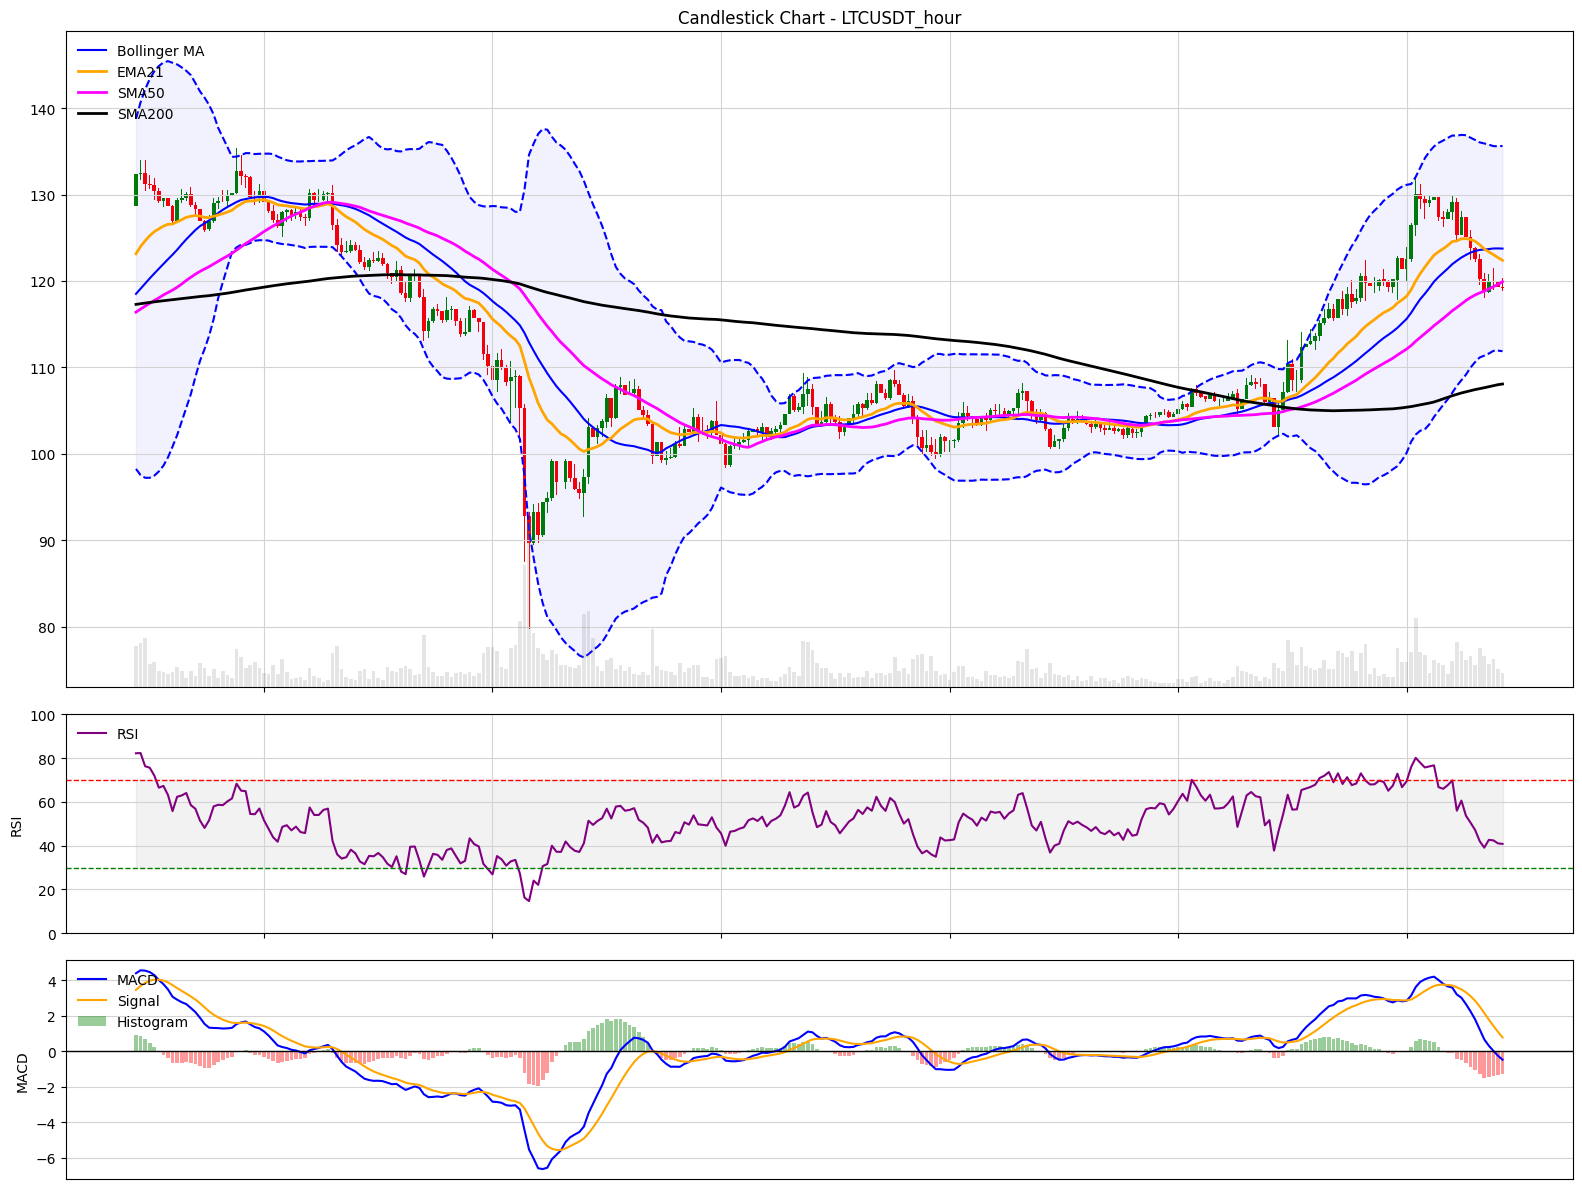 Candlestick Chart - LTCUSDT_hour
Bollinger MA
EMA21
SMA50
SMA200
140
130
120
110
100
90
80
RSI
100
80
60
40
20
0
RSI
MACD
Signal
Histogram
4
2
0
−2
−4
−6
MACD